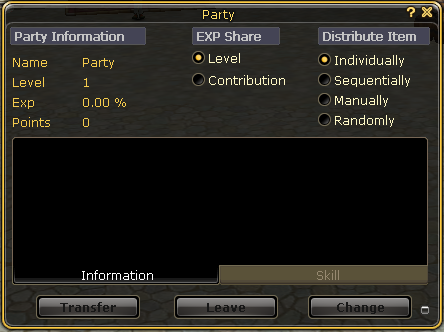 Party
?
Party Information
Name Party
Level 1
Exp 0.00 %
Points 0
EXP Share
Level
Contribution
Distribute Item
Individually
Sequentially
Manually
Randomly
Information
Skill
Transfer
Leave
Change